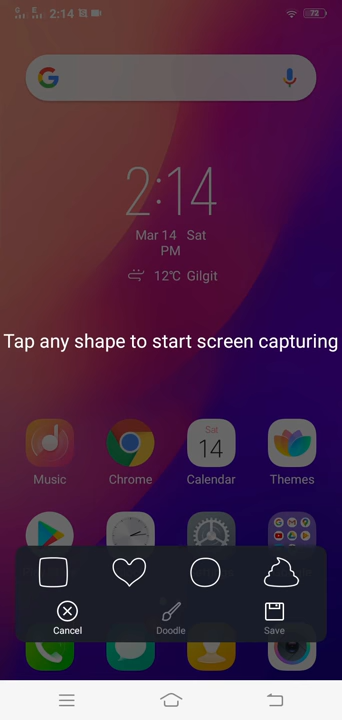 2:14
72
2:14
Mar 14 Sat
PM
12℃ Gilgit
Tap any shape to start screen capturing
Sat
14
Music Chrome Calendar Themes
Cancel Doodle Save